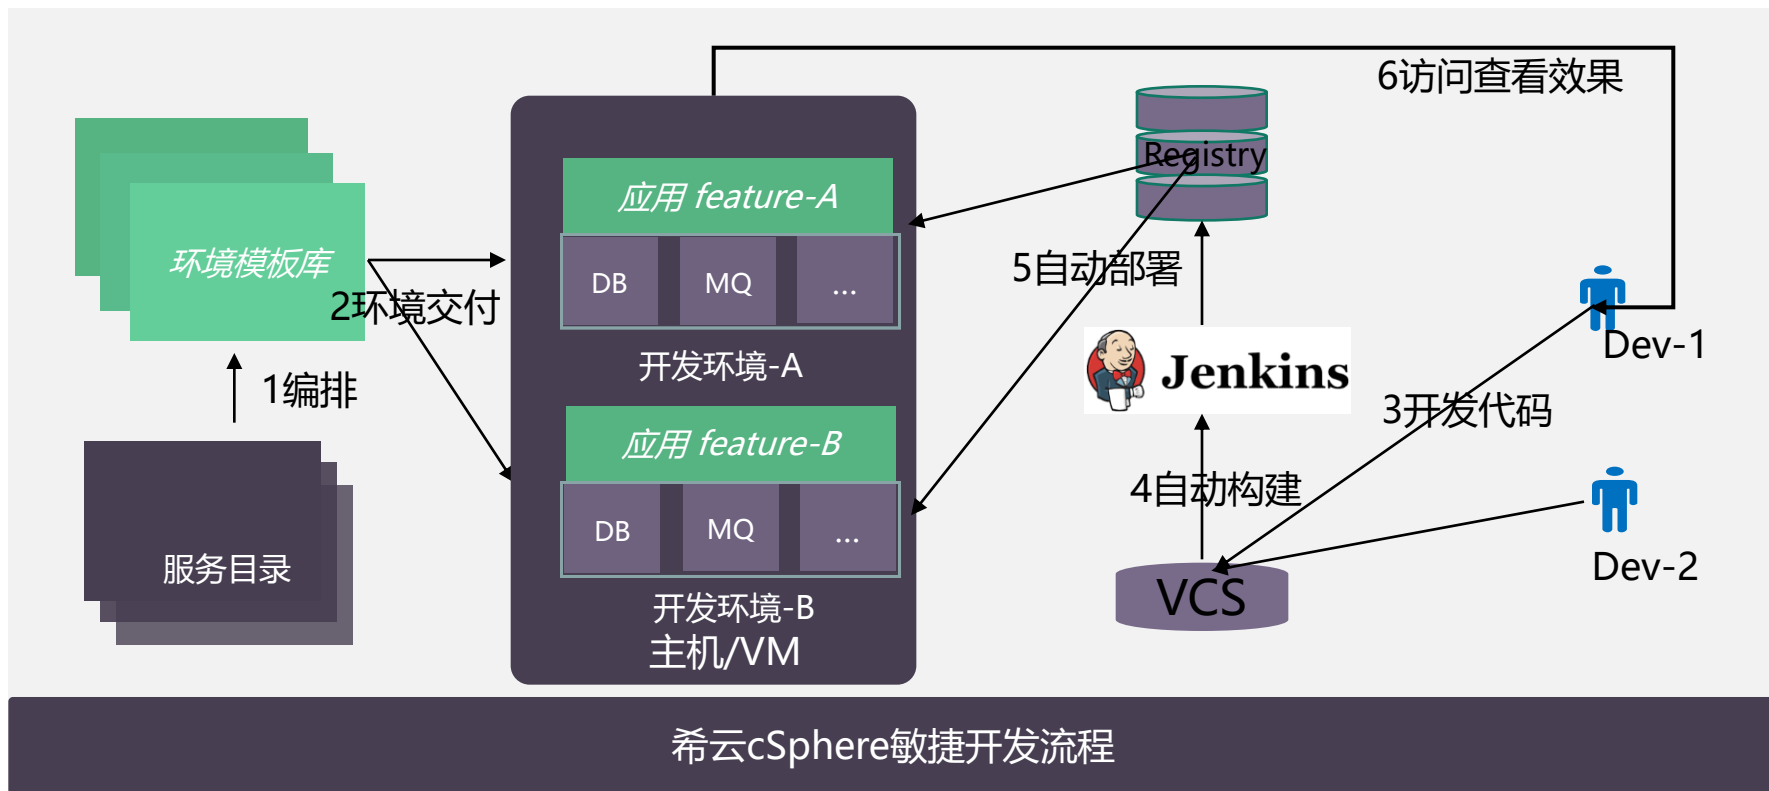 6访问查看效果
Registry
应用 feature-A
环境模板库
DB
MQ
...
5自动部署
2环境交付
Dev-1
开发环境-A
Jenkins
1编排
3开发代码
应用 feature-B
4自动构建
DB
MQ
...
服务目录
Dev-2
VCS
开发环境-B
主机/VM
希云cSphere敏捷开发流程